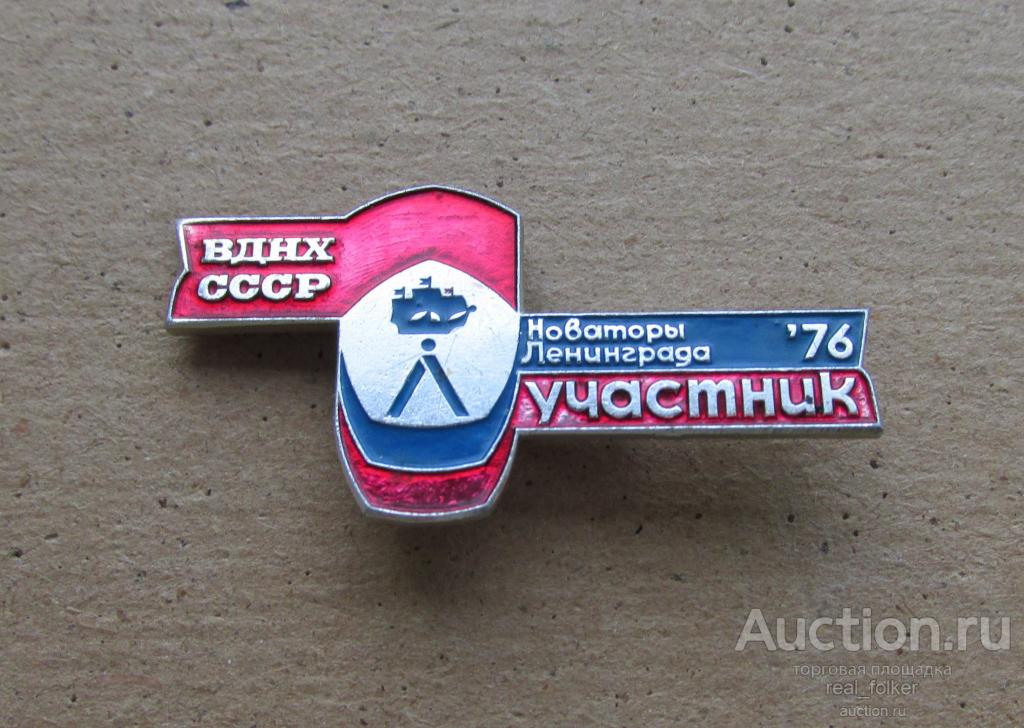 ВДНХ
СССР
Новаторы
Ленинграда
'76
участник
Auction.ru
торговая площадка
real_folker
auction.ru